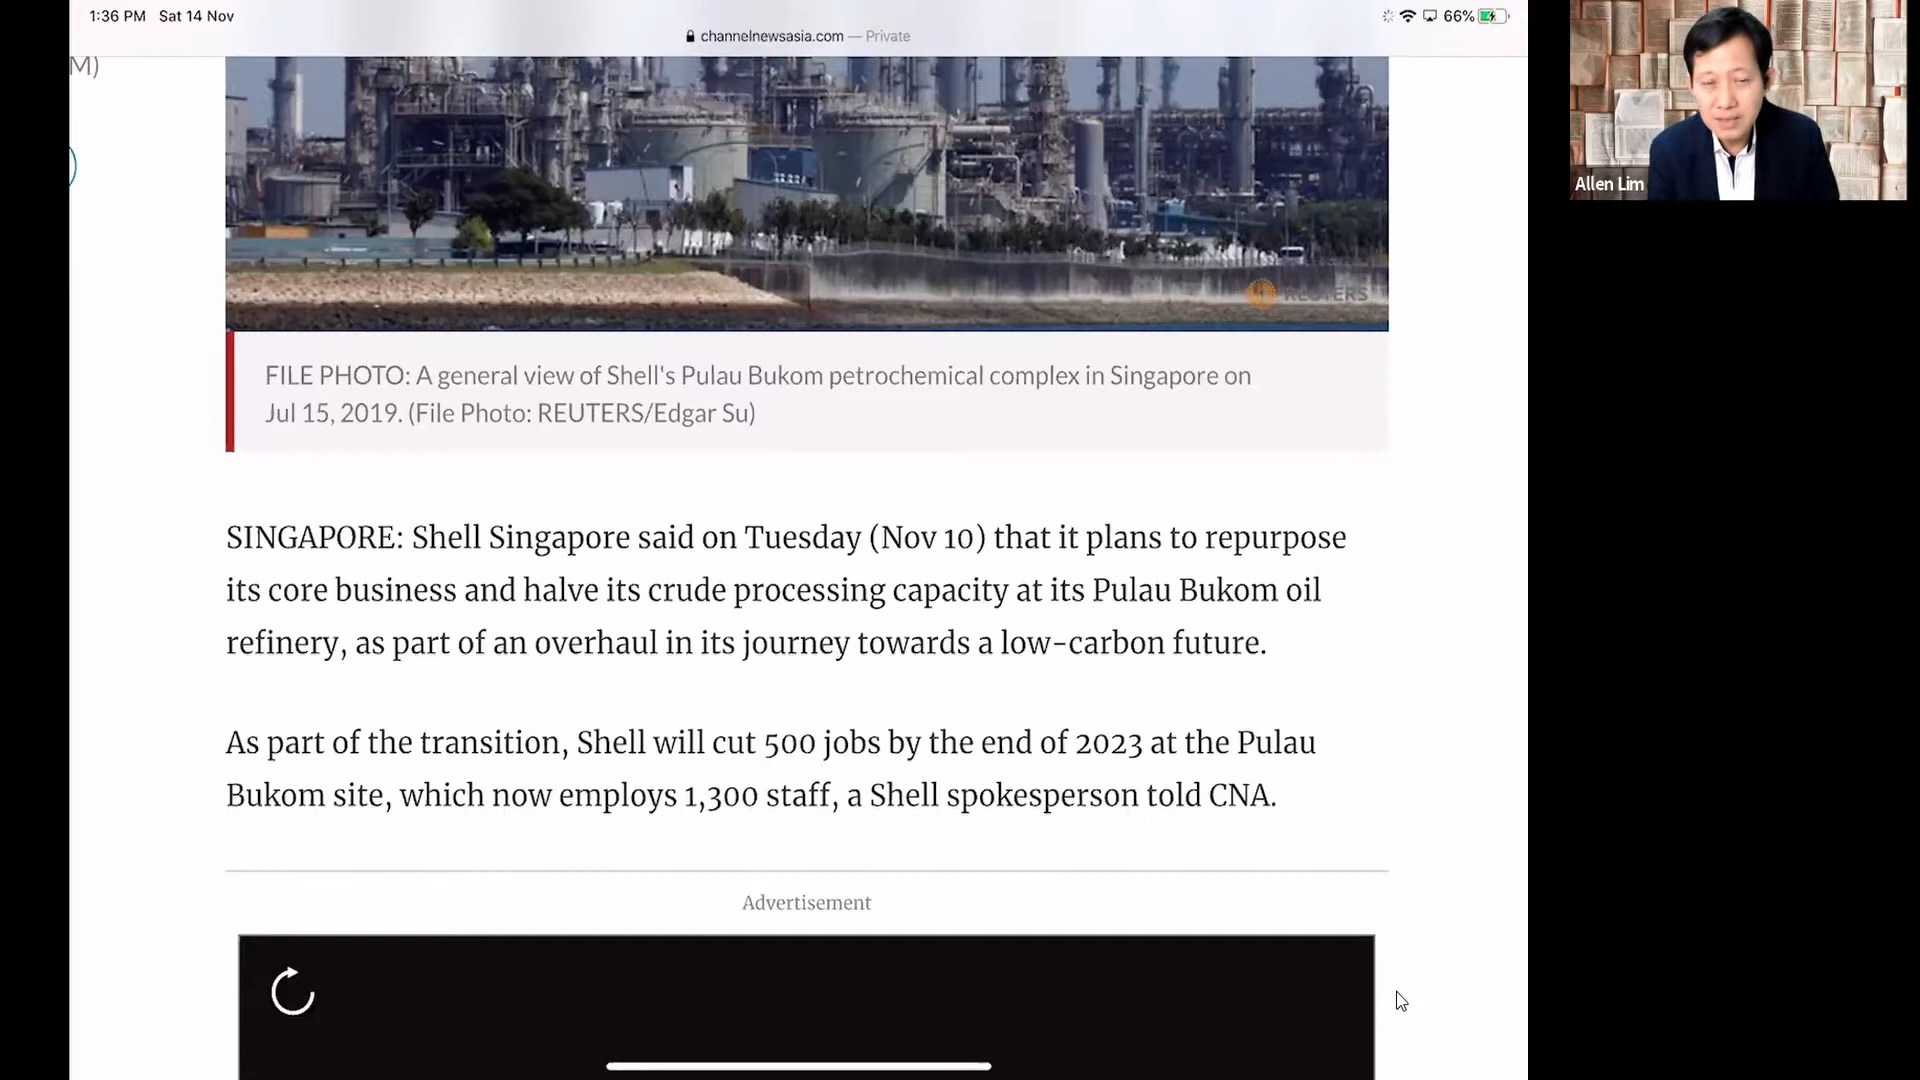 1:36 PM Sat 14 Nov
66%
channelnewsasia.com — Private
M)
REUTERS
FILE PHOTO: A general view of Shell's Pulau Bukom petrochemical complex in Singapore on
Jul 15, 2019. (File Photo: REUTERS/Edgar Su)
SINGAPORE: Shell Singapore said on Tuesday (Nov 10) that it plans to repurpose
its core business and halve its crude processing capacity at its Pulau Bukom oil
refinery, as part of an overhaul in its journey towards a low-carbon future.
As part of the transition, Shell will cut 500 jobs by the end of 2023 at the Pulau
Bukom site, which now employs 1,300 staff, a Shell spokesperson told CNA.
Advertisement
Allen Lim